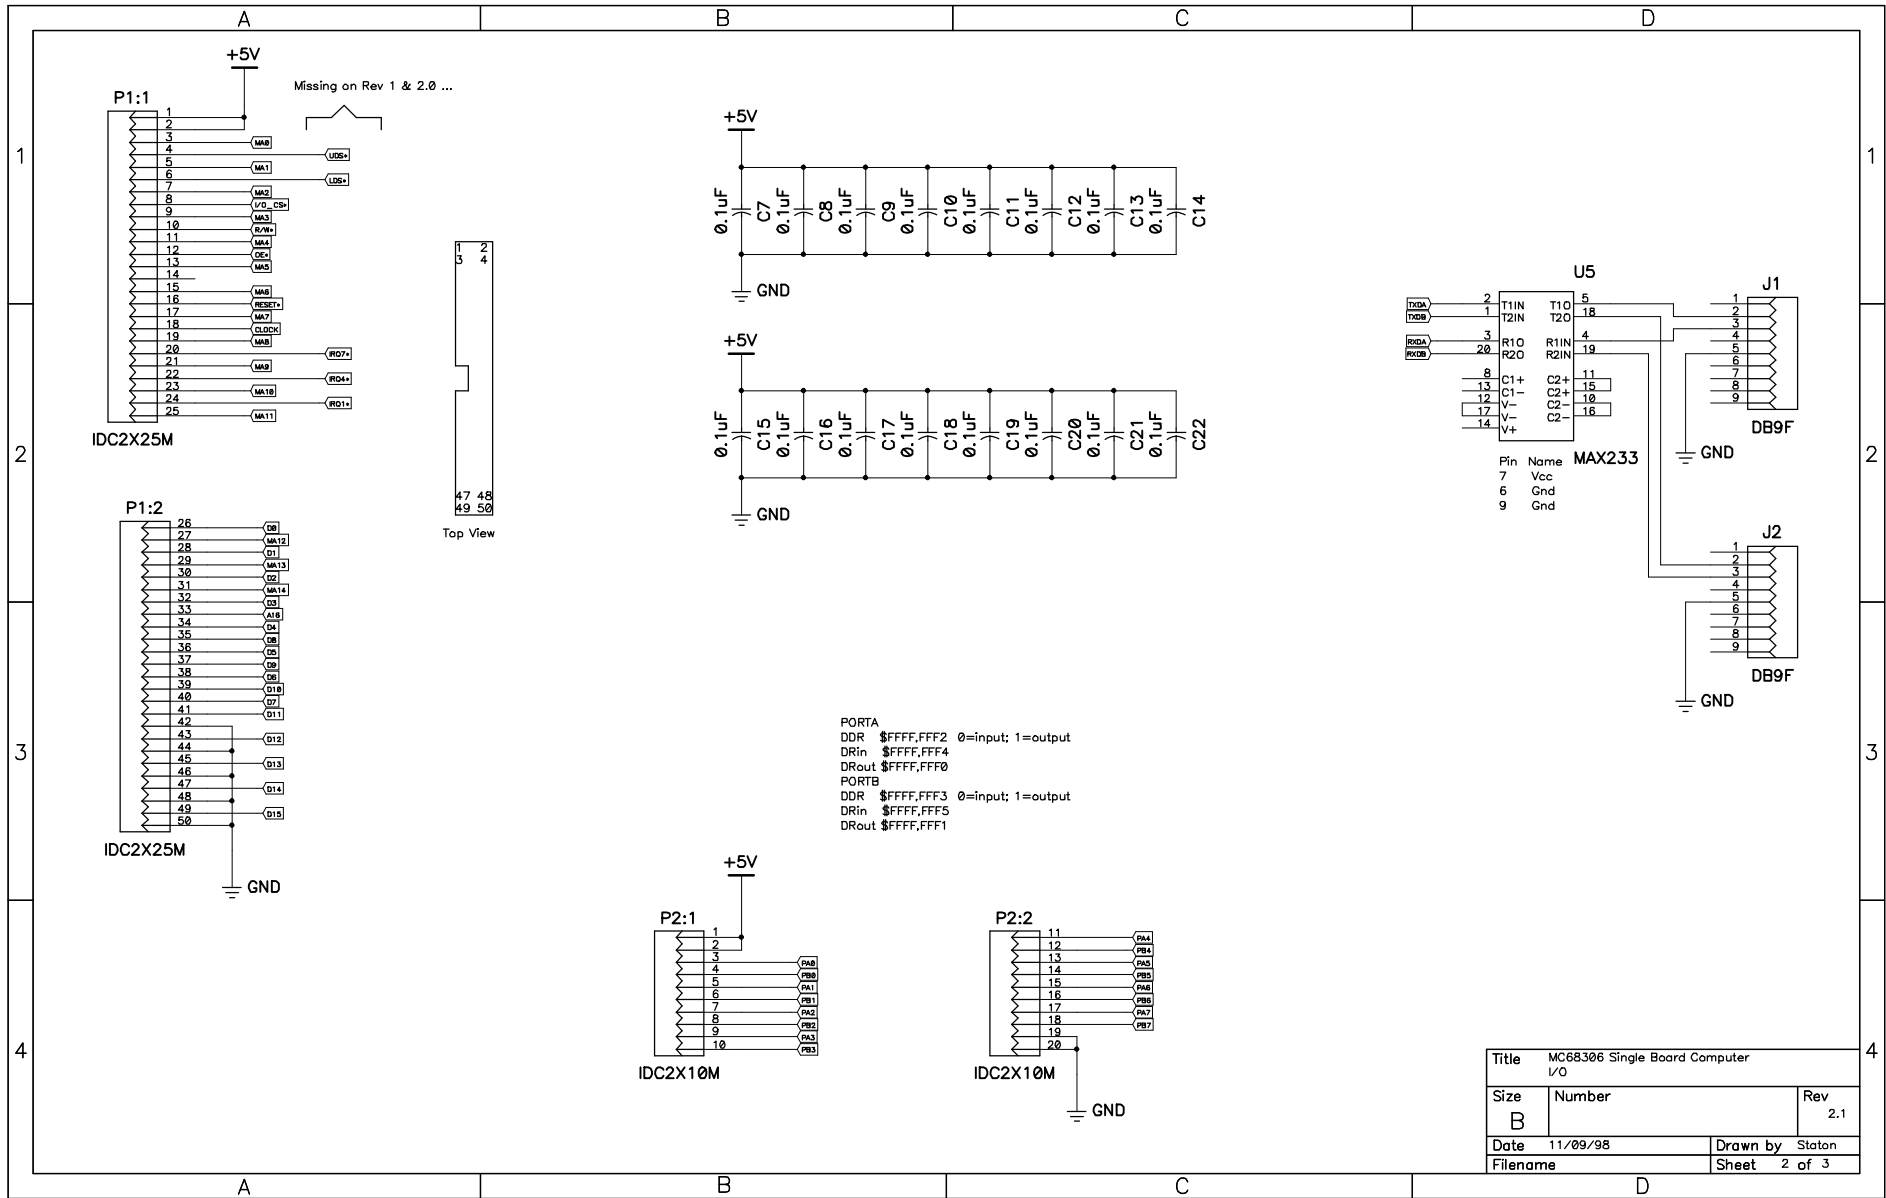 A B C D
1
2
3
4
1
2
3
4
A B C D
+5V
Missing on Rev 1 & 2.0 ...
P1:1
1
2
3 MA0
4 UDS*
5 MA1
6 LDS*
7 MA2
8 I/O_CS*
9 MA3
10 R/W*
11 MA4
12 OE*
13 MA5
14
15 MA6
16 RESET*
17 MA7
18 CLOCK
19 MA8
20 IRQ7*
21 MA9
22 IRQ4*
23 MA10
24 IRQ1*
25 MA11
IDC2X25M
P1:2
26 D0
27 MA12
28 D1
29 MA13
30 D2
31 MA14
32 D3
33
34 D4
35 D8
36 D5
37 D9
38 D6
39 D10
40 D7
41 D11
42
43 D12
44
45 D13
46
47 D14
48
49 D15
50
IDC2X25M
GND
1 2
3 4
47 48
49 50
Top View
+5V
0.1uF C7
0.1uF C8
0.1uF C9
0.1uF C10
0.1uF C11
0.1uF C12
0.1uF C13
0.1uF C14
GND
+5V
0.1uF C15
0.1uF C16
0.1uF C17
0.1uF C18
0.1uF C19
0.1uF C20
0.1uF C21
0.1uF C22
GND
PORTA
DDR $FFFF,FFF2 0=input; 1=output
DRin $FFFF,FFF4
DRout $FFFF,FFF0
PORTB
DDR $FFFF,FFF3 0=input; 1=output
DRin $FFFF,FFF5
DRout $FFFF,FFF1
+5V
P2:1
1
2
3 PA0
4 PB0
5 PA1
6 PB1
7 PA2
8 PB2
9 PA3
10 PB3
IDC2X10M
P2:2
11 PA4
12 PB4
13 PA5
14 PB5
15 PA6
16 PB6
17 PA7
18 PB7
19
20
IDC2X10M
GND
U5
TXDA 2 T1IN T1O 5
TXDB 1 T2IN T2O 18
RXDA 3 R1O R1IN 4
RXDB 20 R2O R2IN 19
8 C1+ C2+ 11
13 C1- C2+ 15
12 V- C2- 10
17 V- C2- 16
14 V+
MAX233
Pin Name
7 Vcc
6 Gnd
9 Gnd
J1
1
2
3
4
5
6
7
8
9
DB9F
GND
J2
1
2
3
4
5
6
7
8
9
DB9F
GND
Title MC68306 Single Board Computer
I/O
Size Number Rev
B 2.1
Date 11/09/98 Drawn by Staton
Filename Sheet 2 of 3